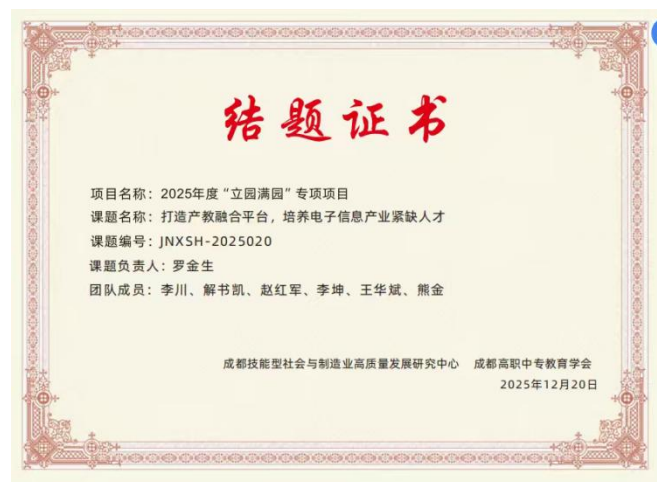 结题证书
项目名称：2025年度“立园满园”专项项目
课题名称：打造产教融合平台，培养电子信息产业紧缺人才
课题编号：JNXSH-2025020
课题负责人：罗金生
团队成员：李川、解书凯、赵红军、李坤、王华斌、熊金
成都技能型社会与制造业高质量发展研究中心 成都高职中专教育学会
2025年12月20日